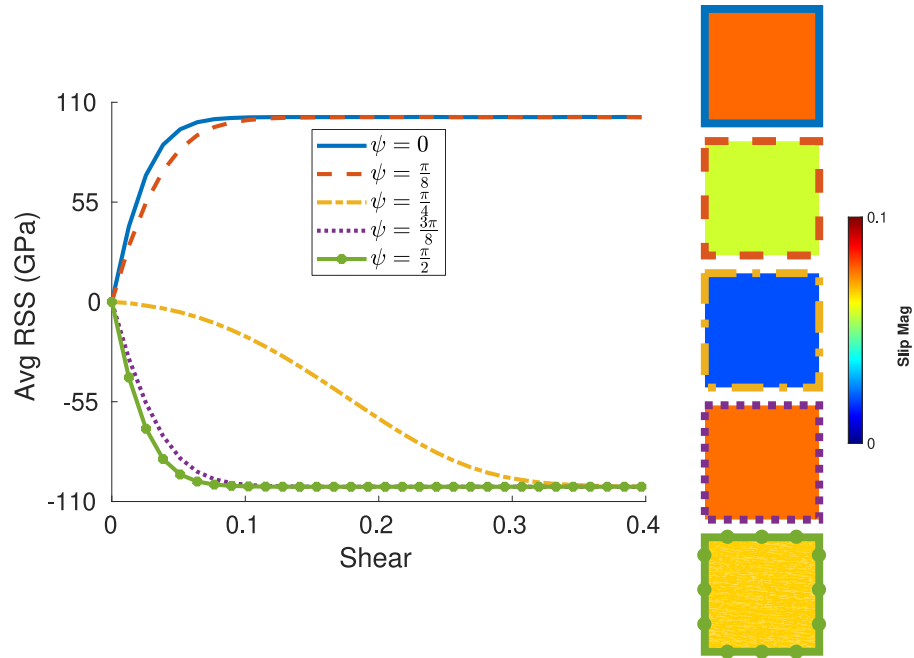 110
55
0
-55
-110
Avg RSS (GPa)
0
0.1
0.2
0.3
0.4
Shear
ψ = 0
ψ = π/8
ψ = π/4
ψ = 3π/8
ψ = π/2
0.1
0
Slip Mag